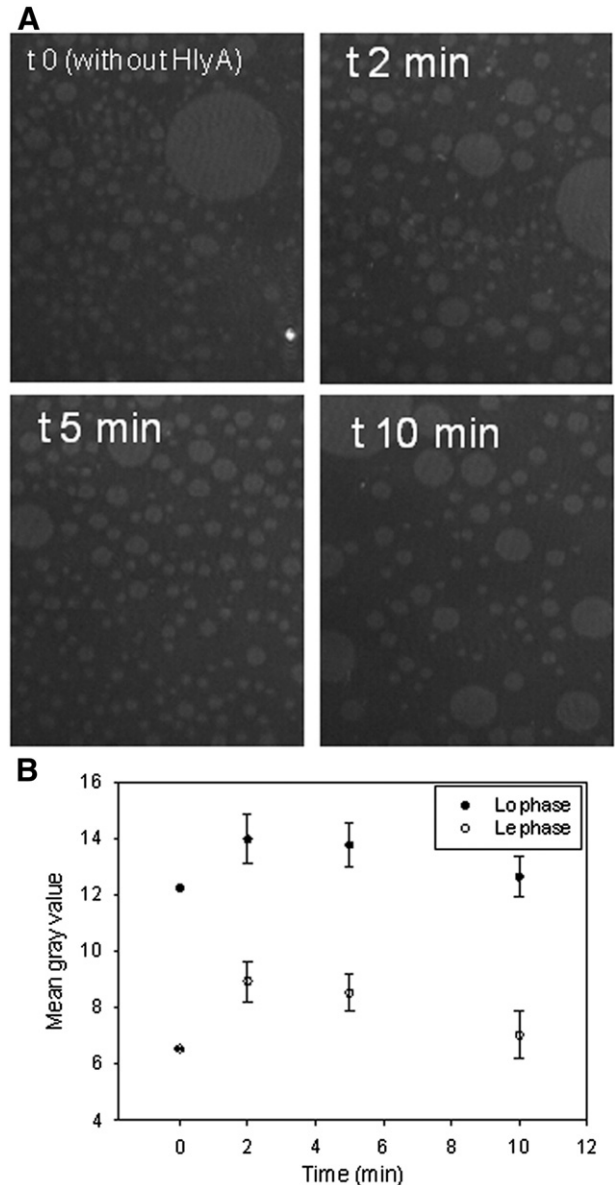 A
t 0 (without HlyA)
t 2 min
t 5 min
t 10 min
B
16
14
12
10
8
6
4
Mean gray value
Lo phase
Le phase
0 2 4 6 8 10 12
Time (min)